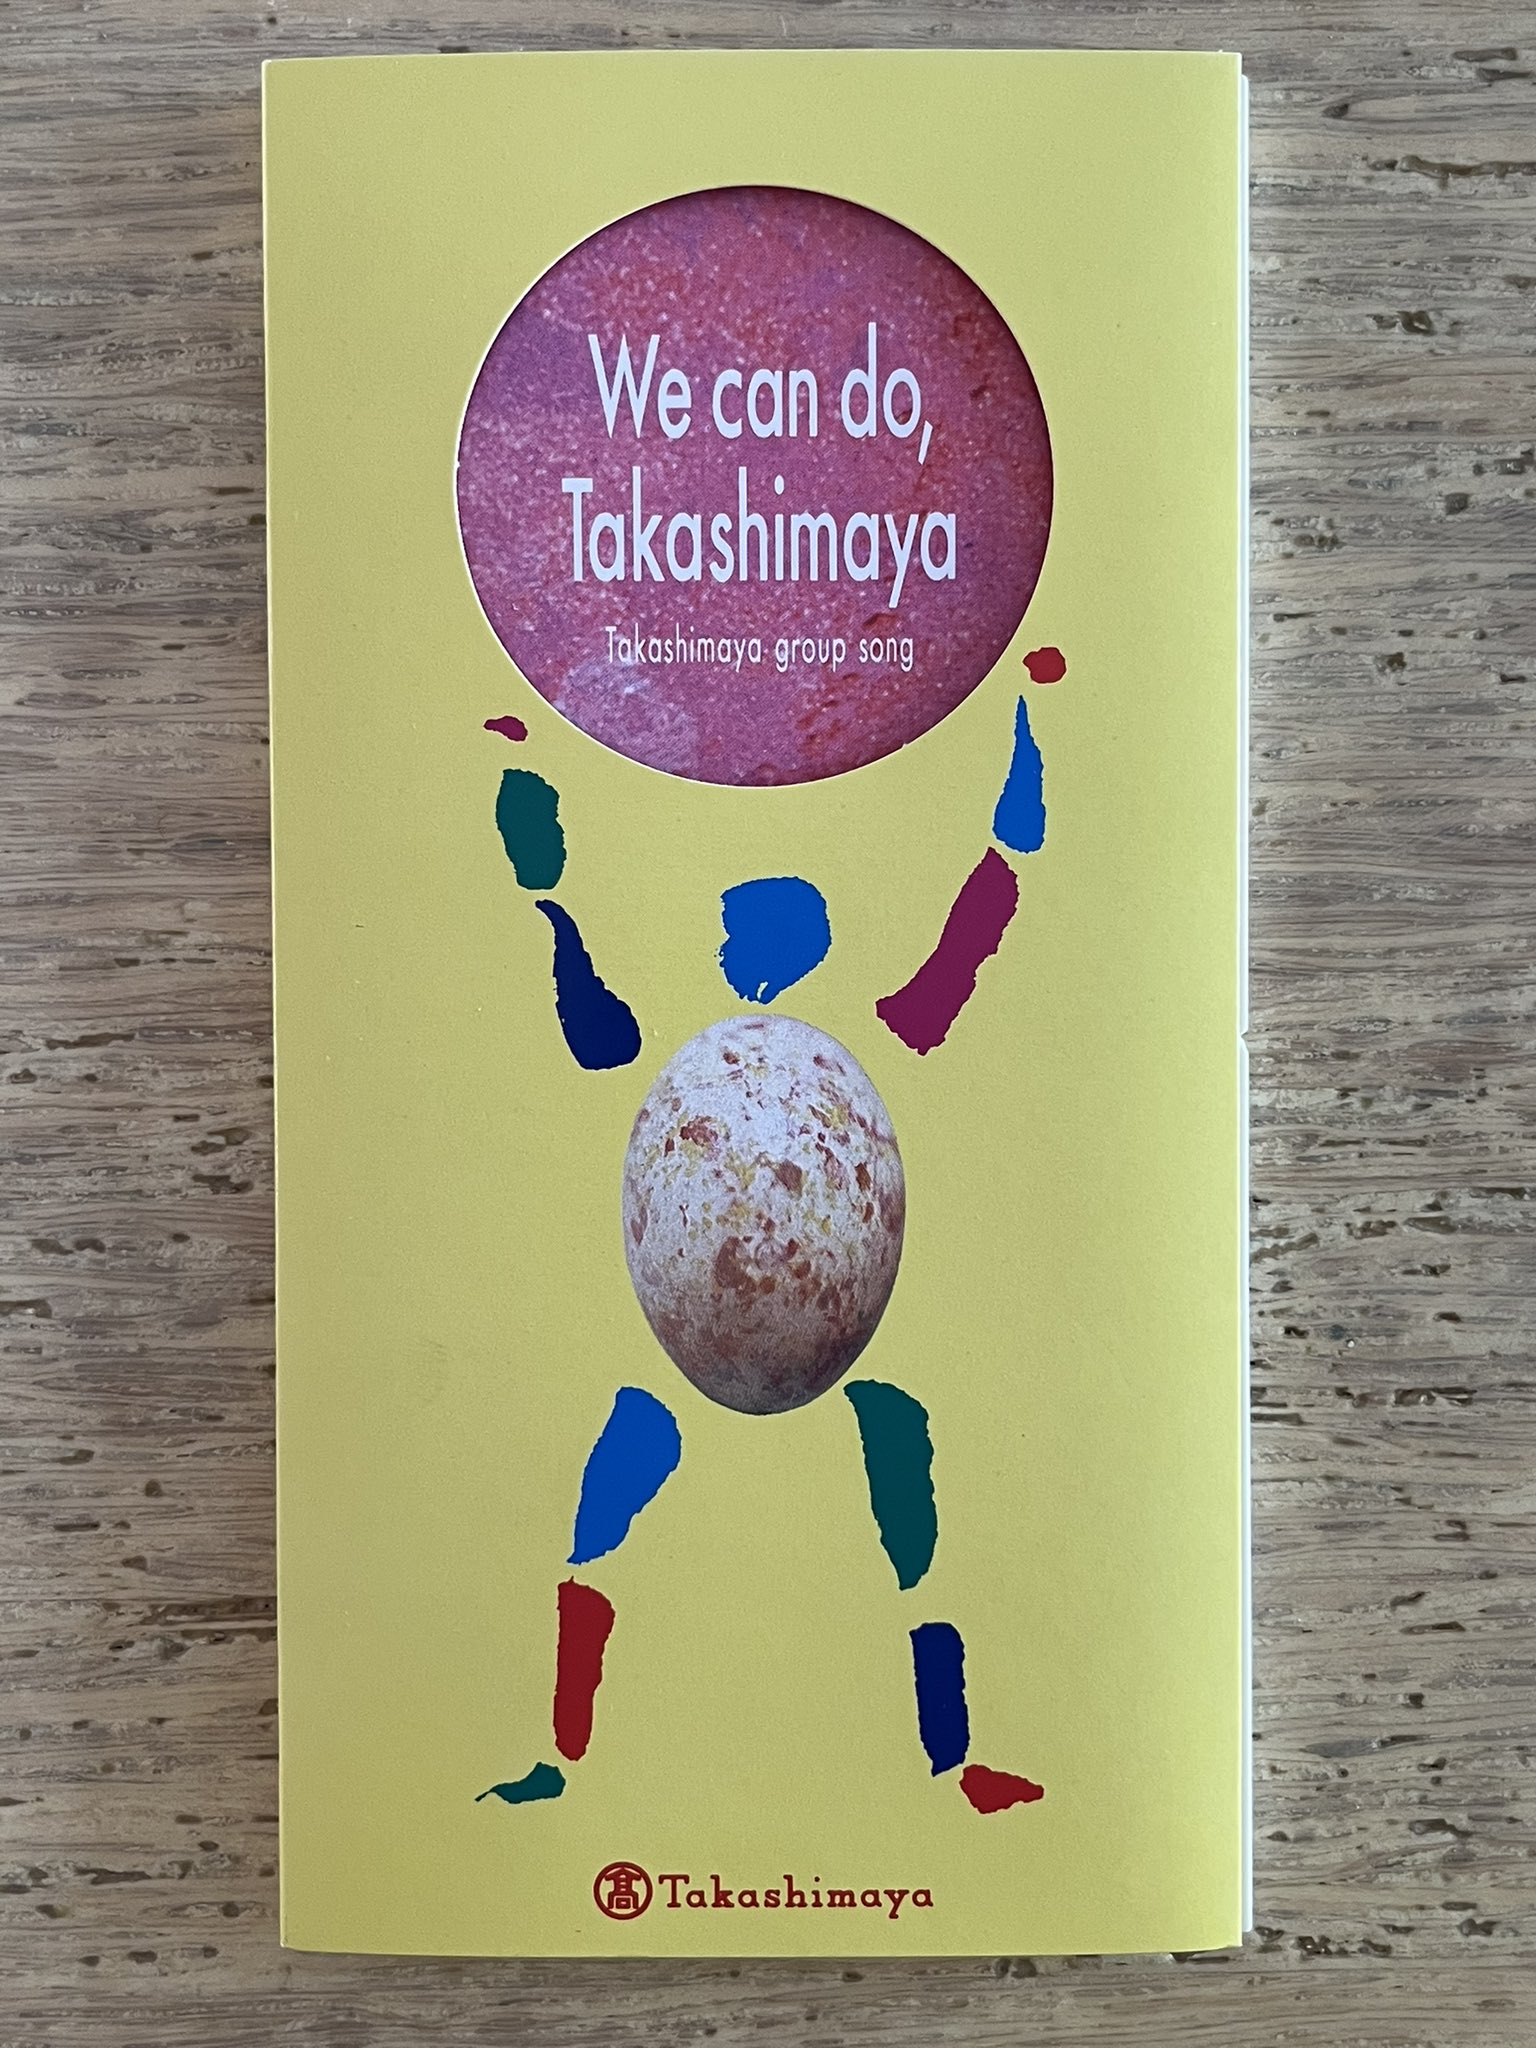 We can do,
Takashimaya
Takashimaya group song
髙 Takashimaya